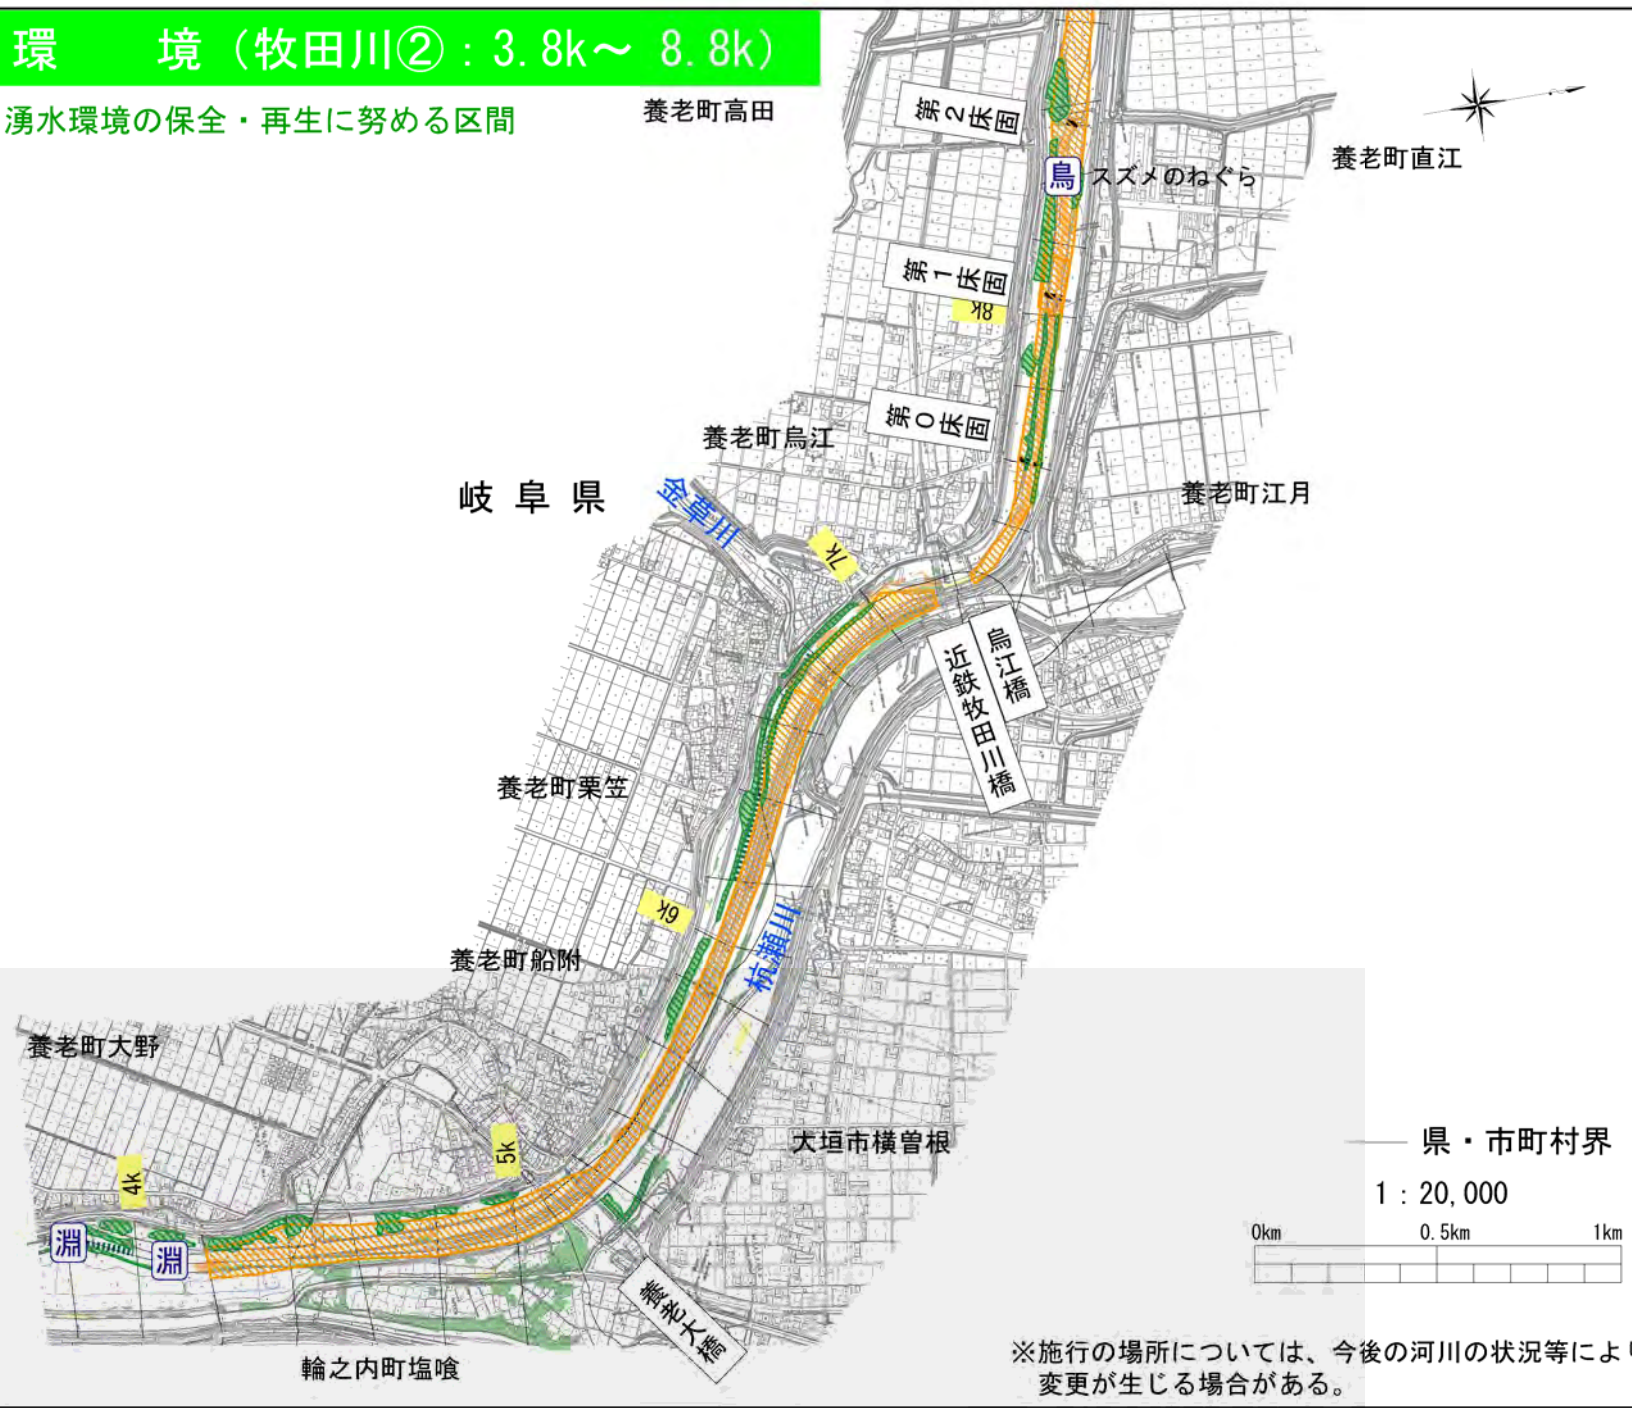 環　　境（牧田川②：3.8k～ 8.8k）
湧水環境の保全・再生に努める区間
養老町高田
第2床固
養老町直江
鳥
スズメのねぐら
第1床固
8k
第0床固
養老町烏江
岐阜県
金草川
養老町江月
7k
烏江橋
近鉄牧田川橋
養老町栗笠
6k
杭瀬川
養老町船附
養老町大野
大垣市横曽根
県・市町村界
5k
4k
1：20,000
0km 0.5km 1km
淵
淵
養老大橋
輪之内町塩喰
※施行の場所については、今後の河川の状況等により
変更が生じる場合がある。